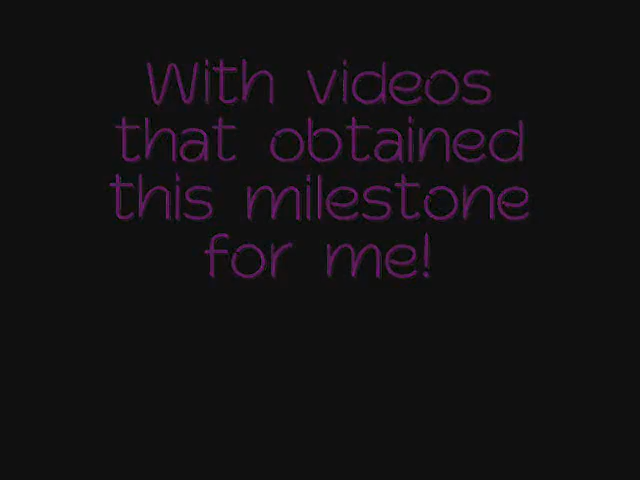 With videos
that obtained
this milestone
for me!